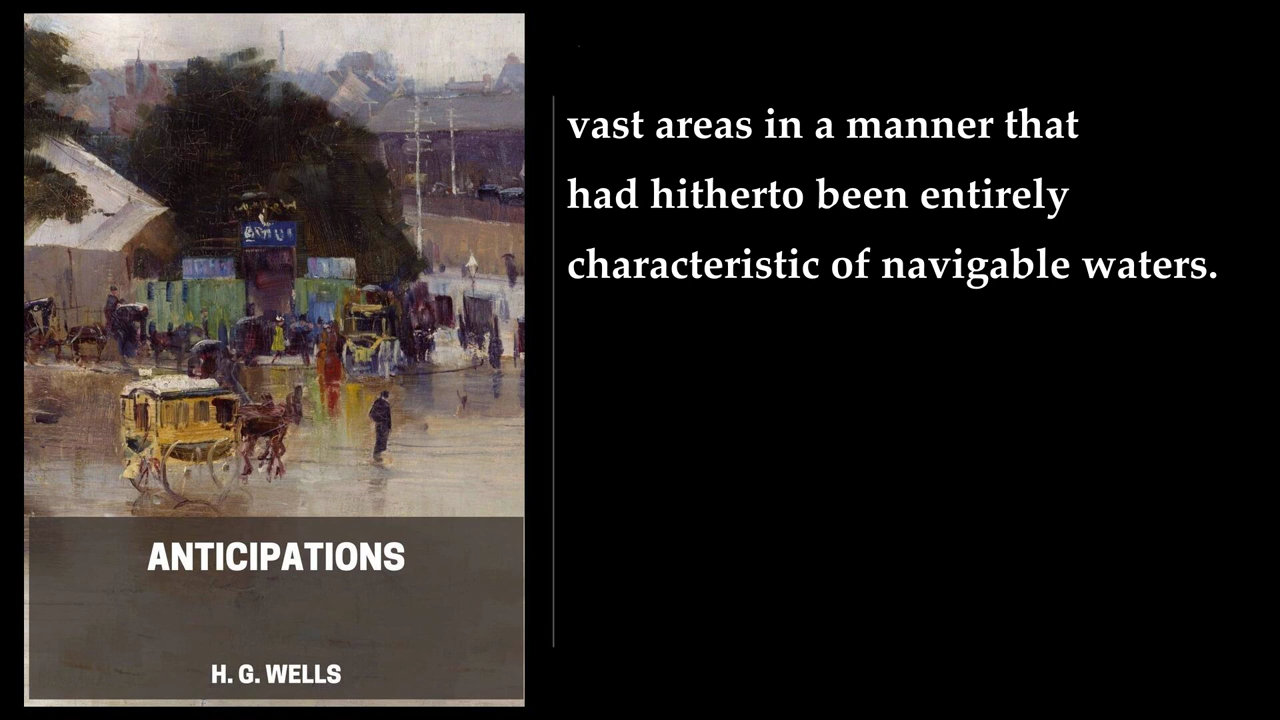 vast areas in a manner that
had hitherto been entirely
characteristic of navigable waters.
ANTICIPATIONS
H. G. WELLS